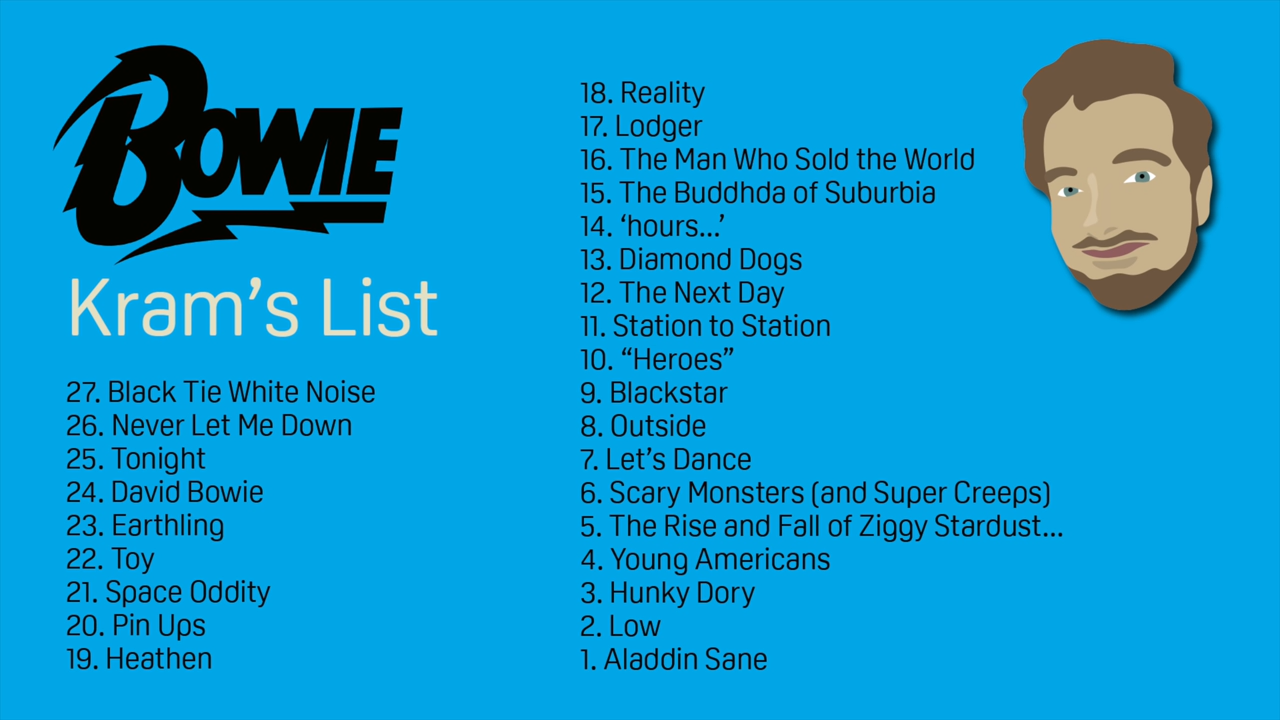 BOWIE
Kram's List
27. Black Tie White Noise
26. Never Let Me Down
25. Tonight
24. David Bowie
23. Earthling
22. Toy
21. Space Oddity
20. Pin Ups
19. Heathen
18. Reality
17. Lodger
16. The Man Who Sold the World
15. The Buddhda of Suburbia
14. ‘hours...’
13. Diamond Dogs
12. The Next Day
11. Station to Station
10. “Heroes”
9. Blackstar
8. Outside
7. Let's Dance
6. Scary Monsters (and Super Creeps)
5. The Rise and Fall of Ziggy Stardust...
4. Young Americans
3. Hunky Dory
2. Low
1. Aladdin Sane